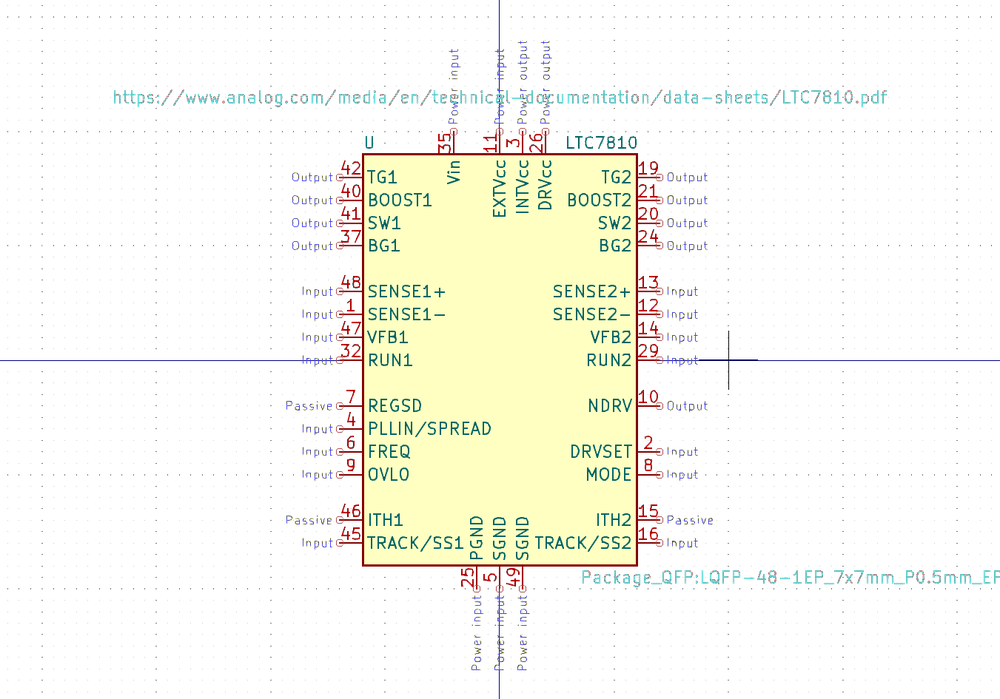 Power input
Power input
Power output
Power output
https://www.analog.com/media/en/technical-documentation/data-sheets/LTC7810.pdf
35 11 3 26
U LTC7810
Vin EXTVcc INTVcc DRVcc
Output 42 TG1 TG2 19 Output
Output 40 BOOST1 BOOST2 21 Output
Output 41 SW1 SW2 20 Output
Output 37 BG1 BG2 24 Output
Input 48 SENSE1+ SENSE2+ 13 Input
Input 1 SENSE1- SENSE2- 12 Input
Input 47 VFB1 VFB2 14 Input
Input 32 RUN1 RUN2 29 Input
Passive 7 REGSD NDRV 10 Output
Input 4 PLLIN/SPREAD
Input 6 FREQ DRVSET 2 Input
Input 9 OVLO MODE 8 Input
Passive 46 ITH1 ITH2 15 Passive
Input 45 TRACK/SS1 TRACK/SS2 16 Input
PGND SGND SGND
25 5 49
Package_QFP:LQFP-48-1EP_7x7mm_P0.5mm_EP
Power input
Power input
Power input